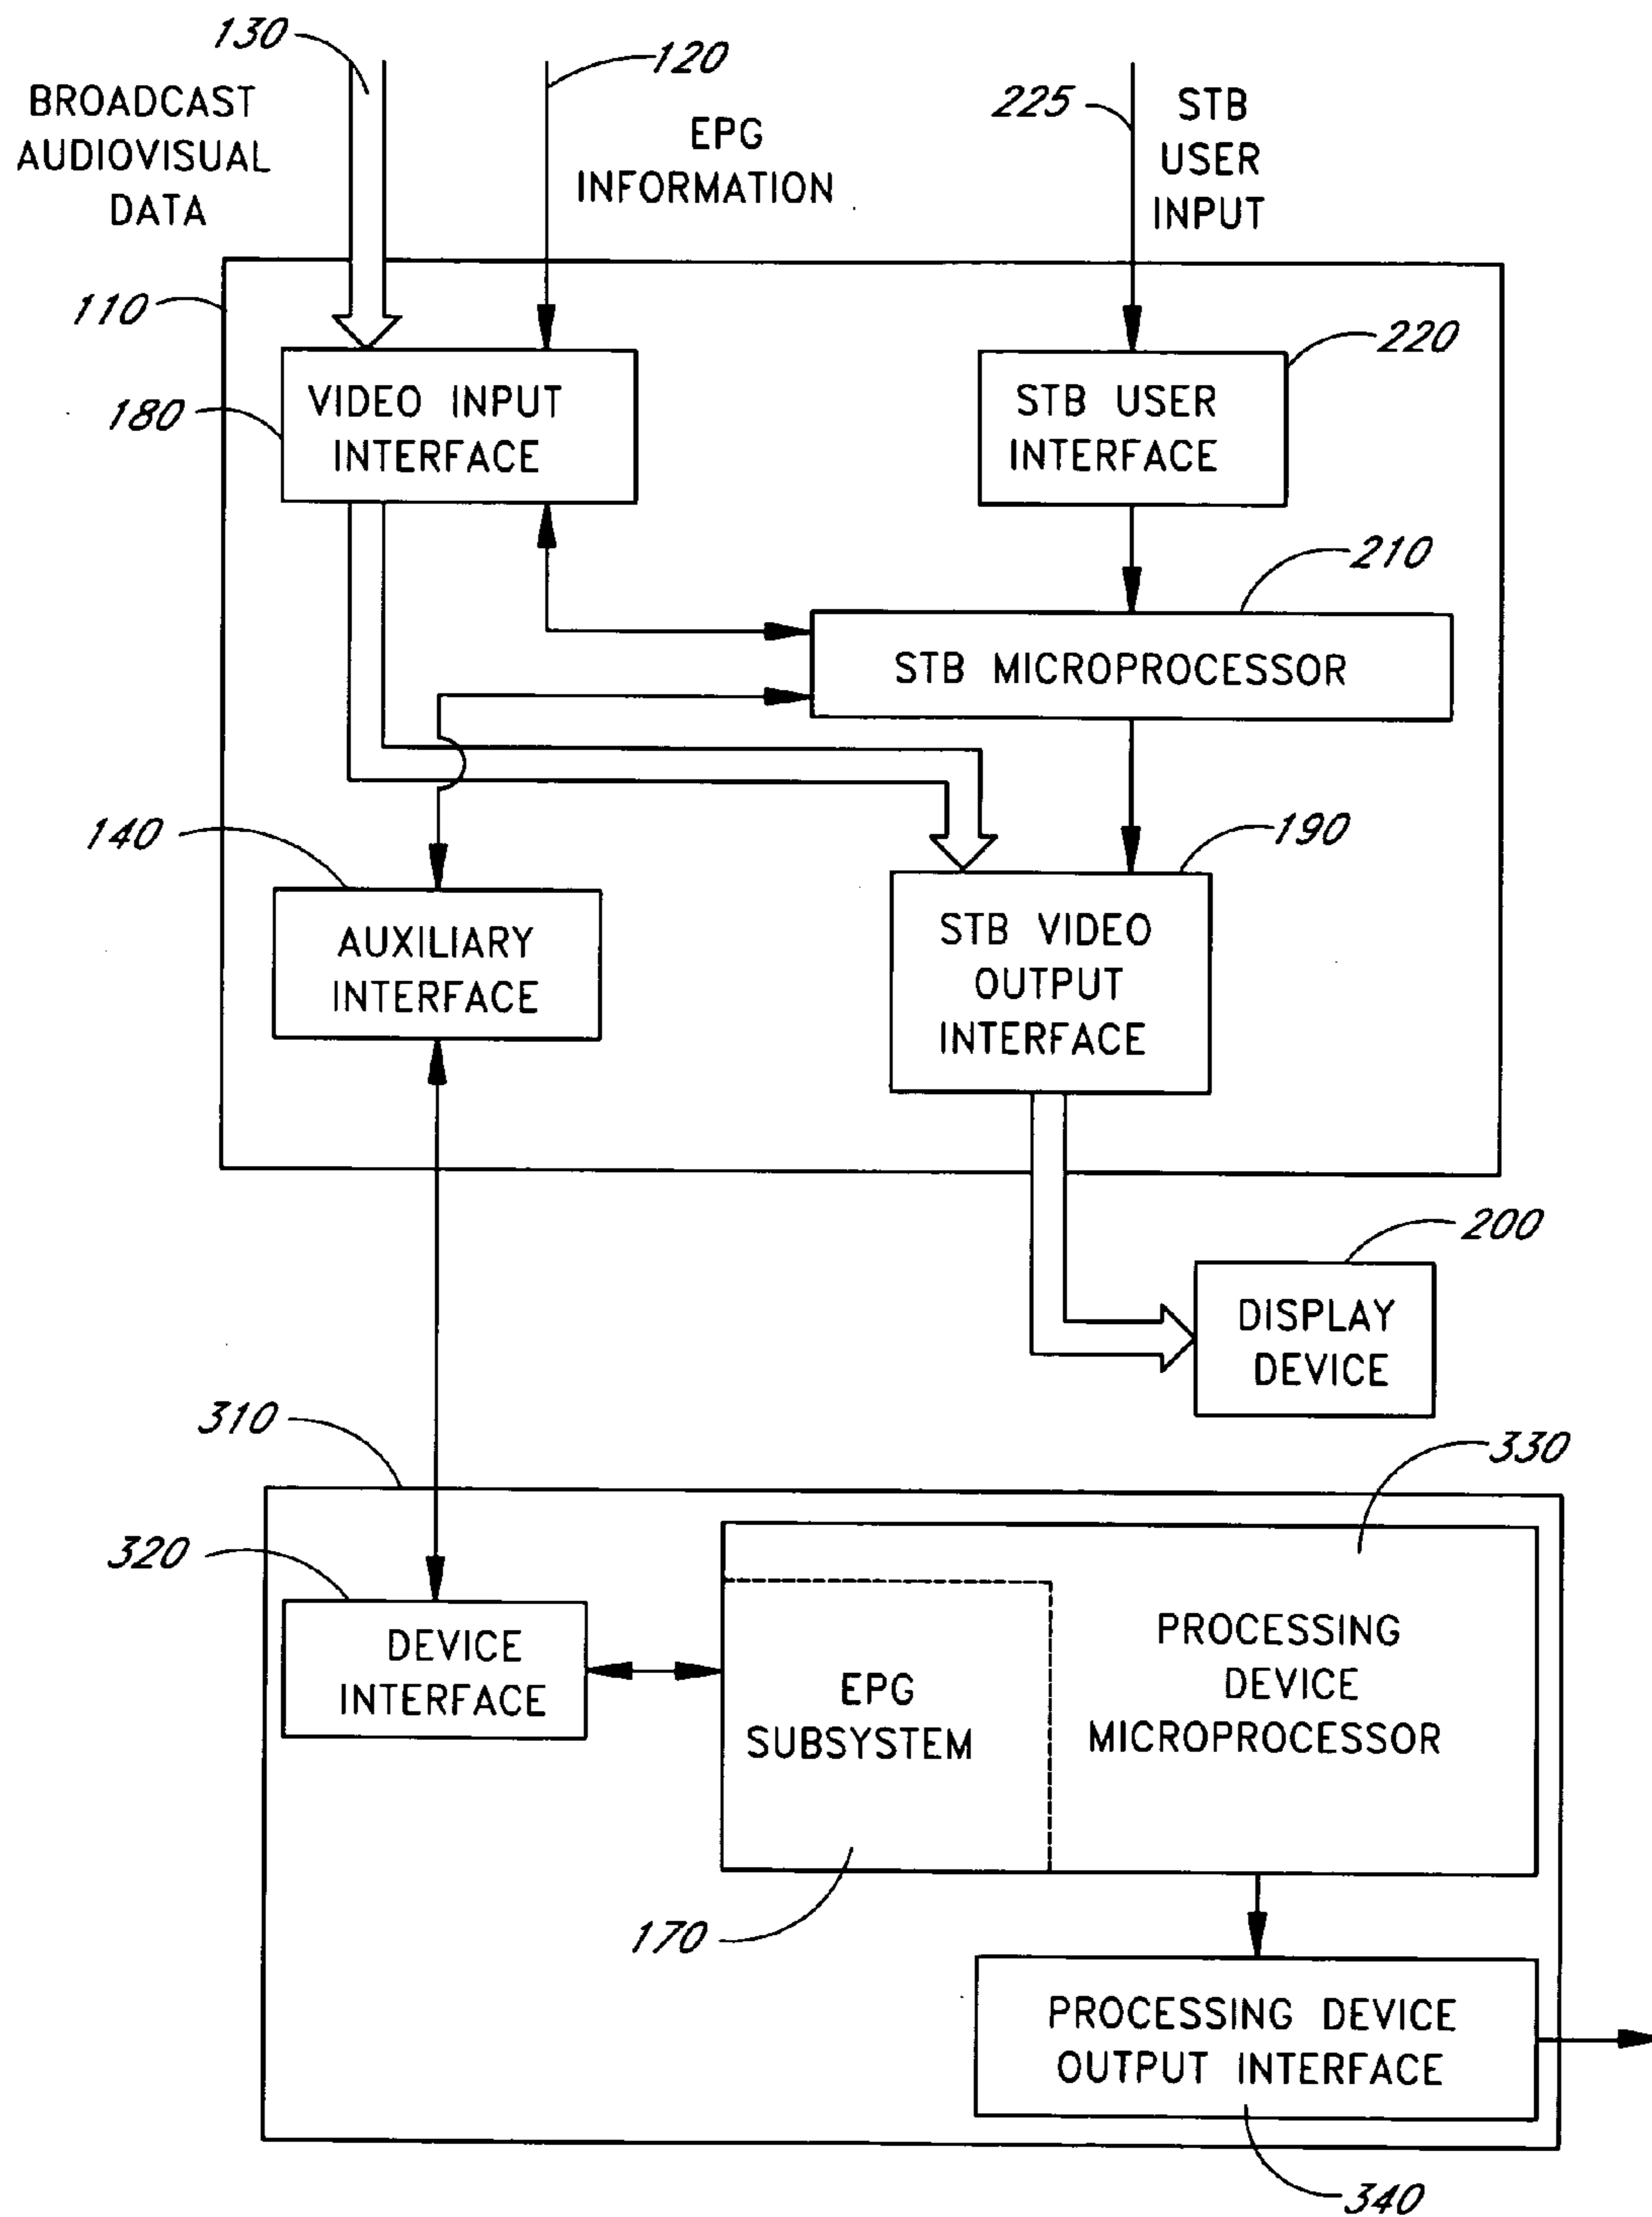 130
120
BROADCAST
AUDIOVISUAL
DATA
EPG
INFORMATION
225
STB
USER
INPUT
110
220
180
VIDEO INPUT
INTERFACE
STB USER
INTERFACE
210
STB MICROPROCESSOR
140
190
AUXILIARY
INTERFACE
STB VIDEO
OUTPUT
INTERFACE
200
DISPLAY
DEVICE
310
330
320
DEVICE
INTERFACE
EPG
SUBSYSTEM
PROCESSING
DEVICE
MICROPROCESSOR
170
PROCESSING DEVICE
OUTPUT INTERFACE
340